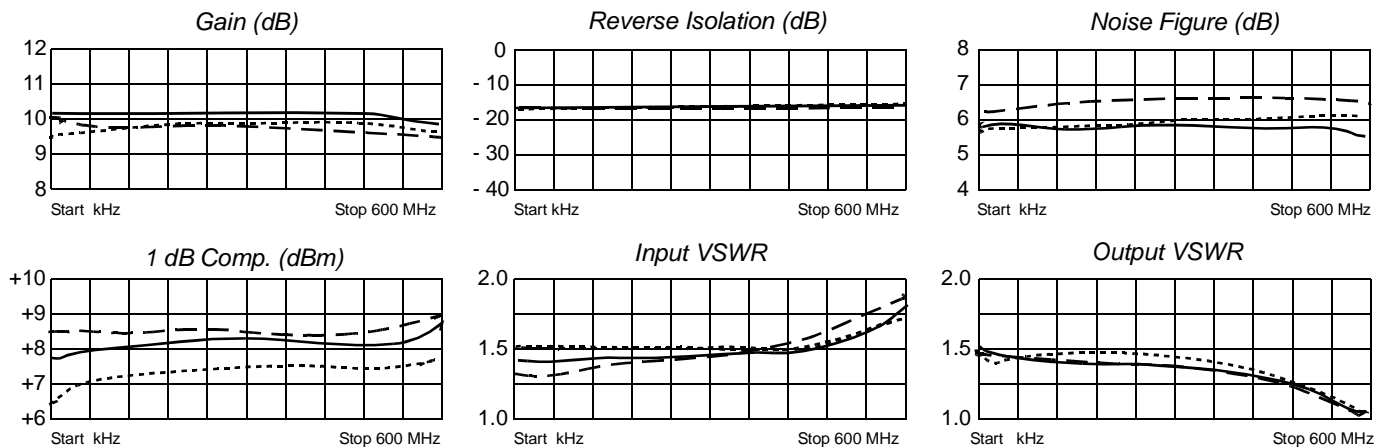 Gain (dB)
12
11
10
9
8
Start kHz
Stop 600 MHz
Reverse Isolation (dB)
0
- 10
- 20
- 30
- 40
Start kHz
Stop 600 MHz
Noise Figure (dB)
8
7
6
5
4
Start kHz
Stop 600 MHz
1 dB Comp. (dBm)
+10
+9
+8
+7
+6
Start kHz
Stop 600 MHz
Input VSWR
2.0
1.5
1.0
Start kHz
Stop 600 MHz
Output VSWR
2.0
1.5
1.0
Start kHz
Stop 600 MHz